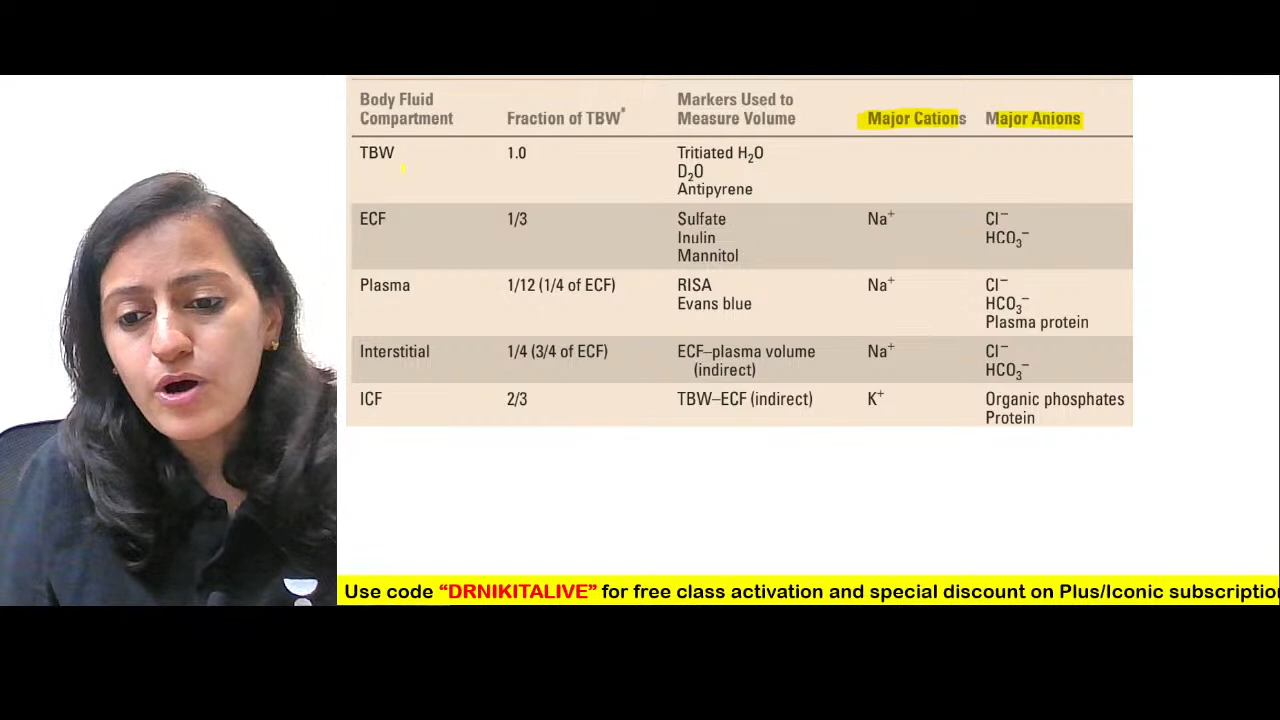 Body Fluid Compartment	Fraction of TBW*	Markers Used to Measure Volume	Major Cations	Major Anions
TBW	1.0	Tritiated H₂O
D₂O
Antipyrene
ECF	1/3	Sulfate	Na⁺	Cl⁻
Inulin	HCO₃⁻
Mannitol
Plasma	1/12 (1/4 of ECF)	RISA	Na⁺	Cl⁻
Evans blue	HCO₃⁻
Plasma protein
Interstitial	1/4 (3/4 of ECF)	ECF–plasma volume	Na⁺	Cl⁻
(indirect)	HCO₃⁻
ICF	2/3	TBW–ECF (indirect)	K⁺	Organic phosphates
Protein
Use code “DRNIKITALIVE” for free class activation and special discount on Plus/Iconic subscription